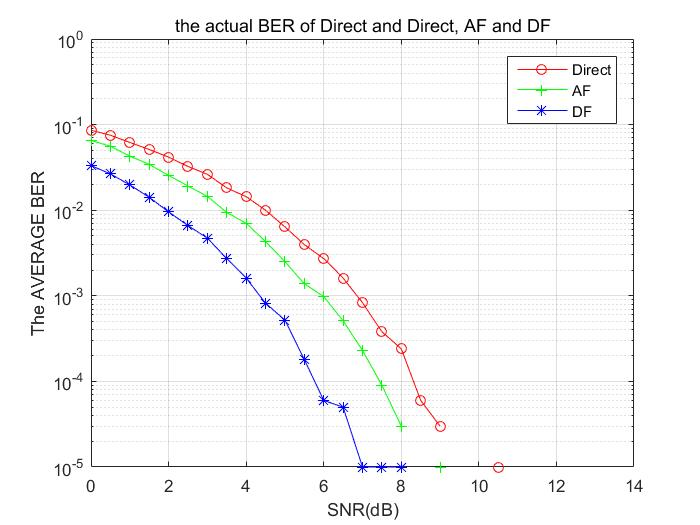 the actual BER of Direct and Direct, AF and DF
10^0
10^-1
10^-2
10^-3
10^-4
10^-5
The AVERAGE BER
Direct
AF
DF
0 2 4 6 8 10 12 14
SNR(dB)